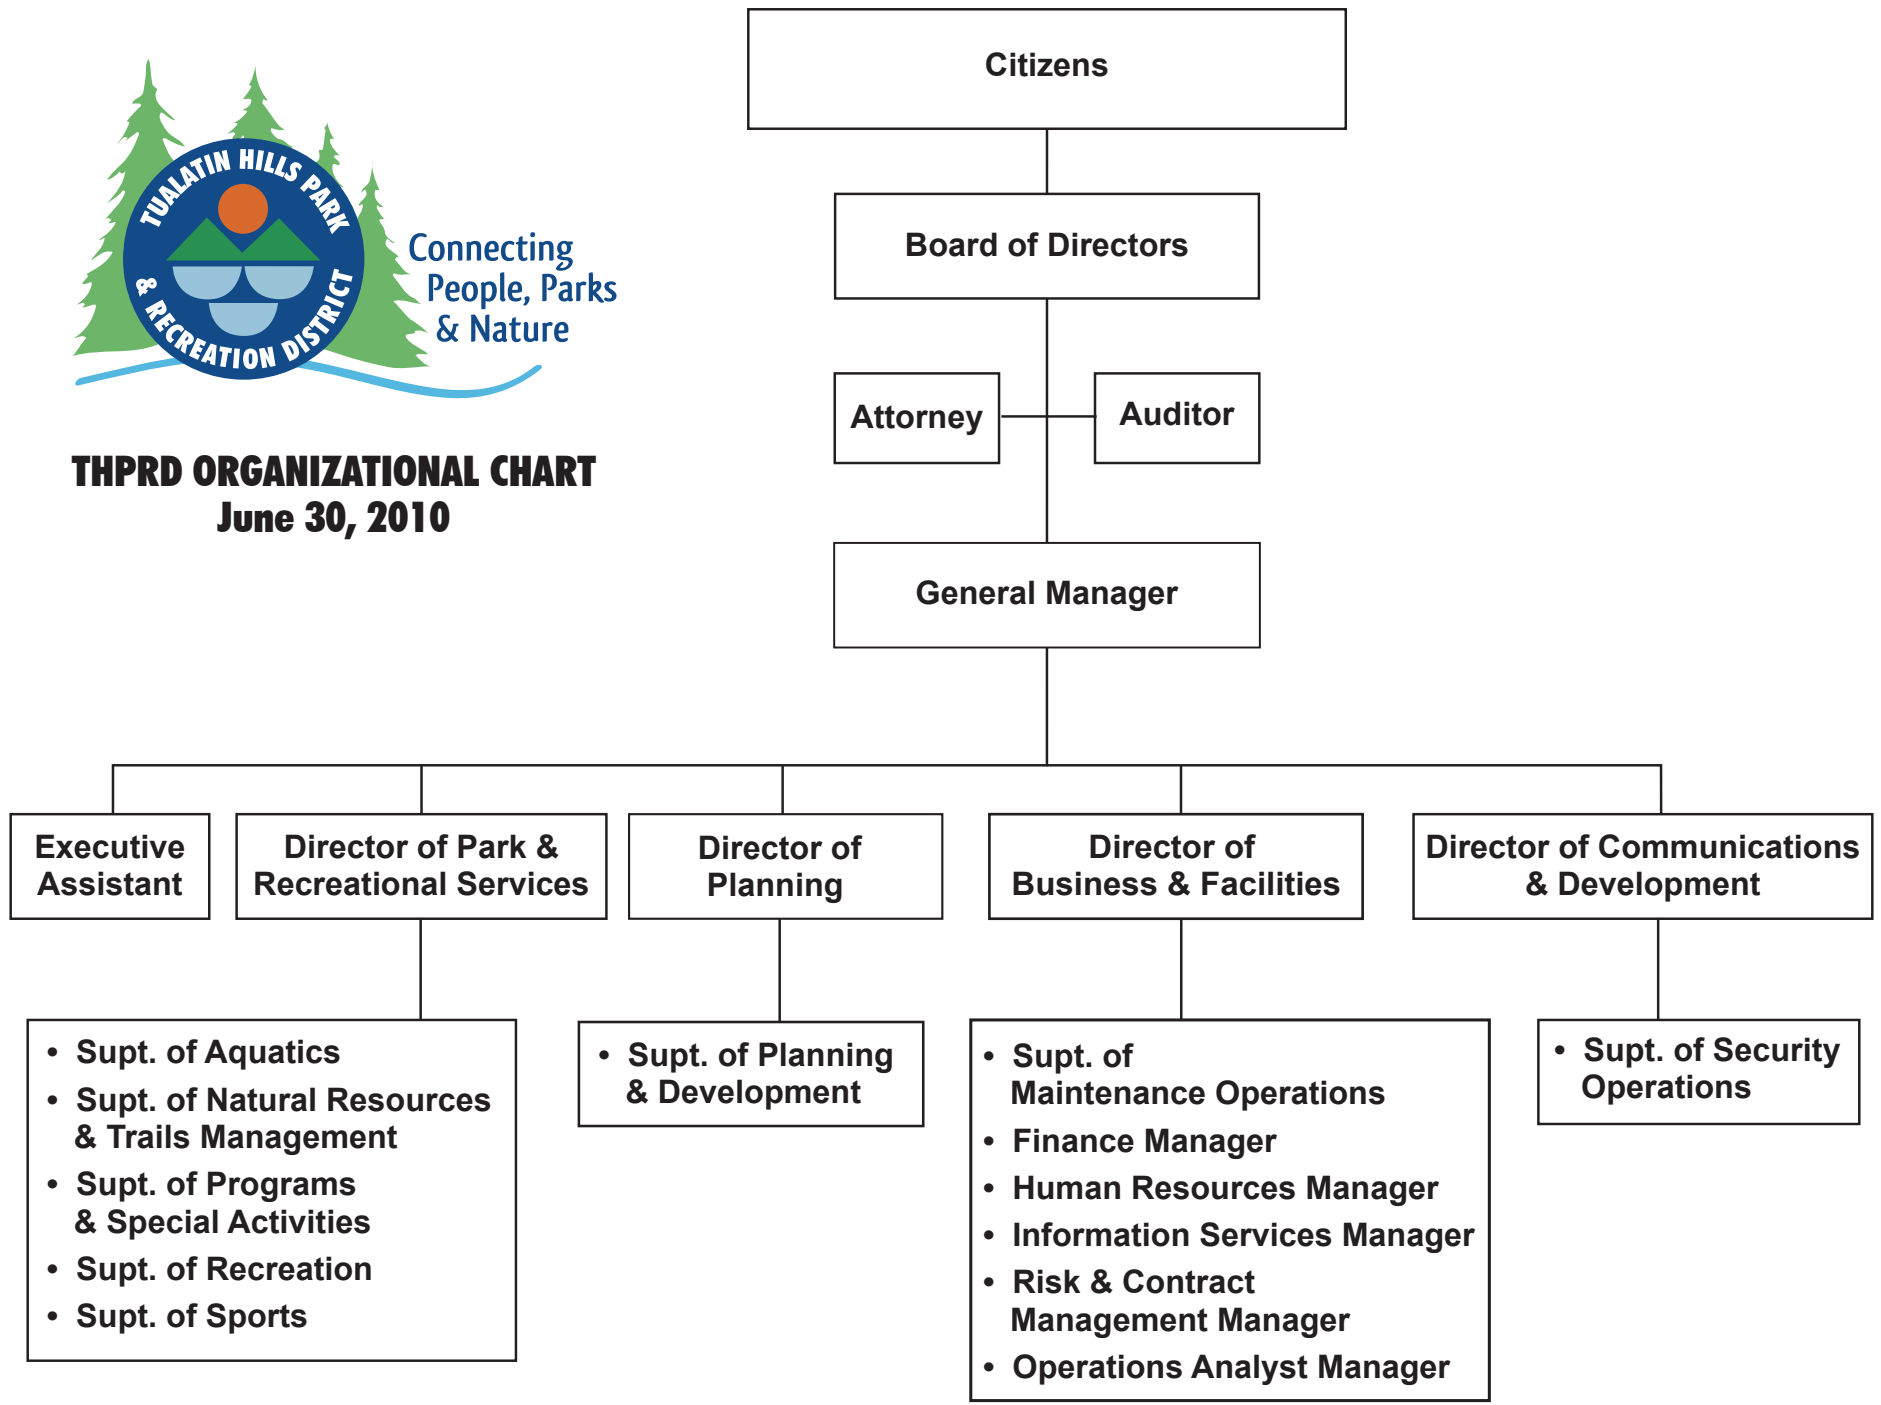 TUALATIN HILLS PARK
& RECREATION DISTRICT
Connecting
People, Parks
& Nature
THPRD ORGANIZATIONAL CHART
June 30, 2010
Citizens
Board of Directors
Attorney
Auditor
General Manager
Executive
Assistant
Director of Park &
Recreational Services
Director of
Planning
Director of
Business & Facilities
Director of Communications
& Development
• Supt. of Aquatics
• Supt. of Natural Resources
& Trails Management
• Supt. of Programs
& Special Activities
• Supt. of Recreation
• Supt. of Sports
• Supt. of Planning
& Development
• Supt. of
Maintenance Operations
• Finance Manager
• Human Resources Manager
• Information Services Manager
• Risk & Contract
Management Manager
• Operations Analyst Manager
• Supt. of Security
Operations